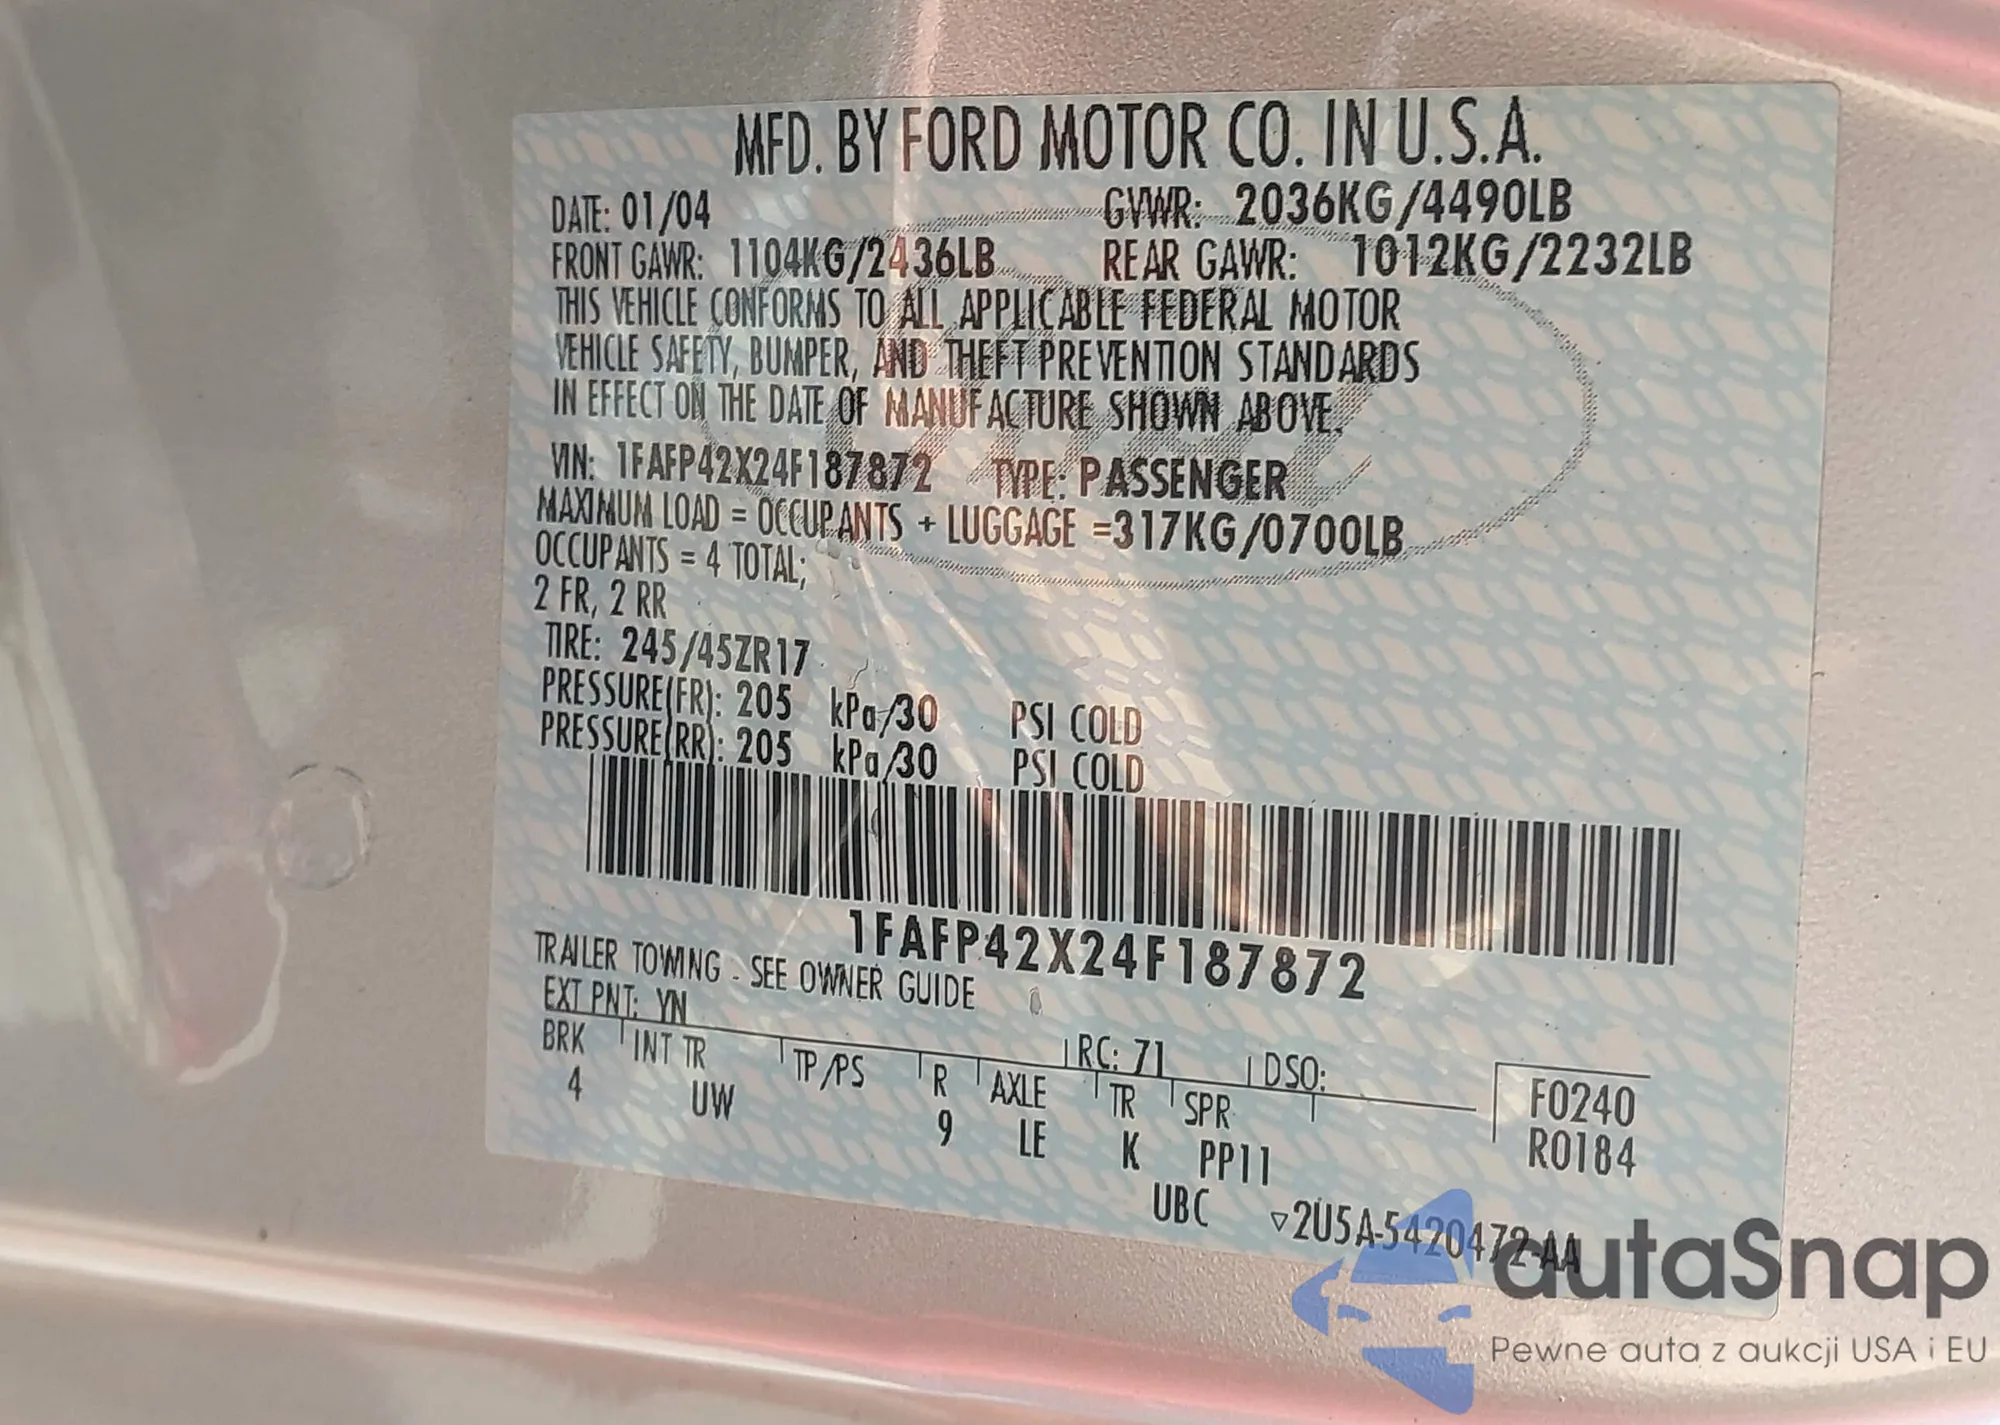 MFD. BY FORD MOTOR CO. IN U.S.A.
DATE: 01/04 GVWR: 2036KG/4490LB
FRONT GAWR: 1104KG/2436LB REAR GAWR: 1012KG/2232LB
THIS VEHICLE CONFORMS TO ALL APPLICABLE FEDERAL MOTOR
VEHICLE SAFETY, BUMPER, AND THEFT PREVENTION STANDARDS
IN EFFECT ON THE DATE OF MANUFACTURE SHOWN ABOVE.
VIN: 1FAFP42X24F187872 TYPE: PASSENGER
MAXIMUM LOAD = OCCUPANTS + LUGGAGE =317KG/0700LB
OCCUPANTS = 4 TOTAL;
2 FR, 2 RR
TIRE: 245/45ZR17
PRESSURE(FR): 205 kPa/30 PSI COLD
PRESSURE(RR): 205 kPa/30 PSI COLD
1FAFP42X24F187872
TRAILER TOWING - SEE OWNER GUIDE
EXT PNT: YN RC: 71 DSO:
BRK INT TR TP/PS R AXLE TR SPR F0240
4 UW 9 LE K PP11 R0184
UBC ▽2U5A-5420472-AA
autaSnap
Pewne auta z aukcji USA i EU